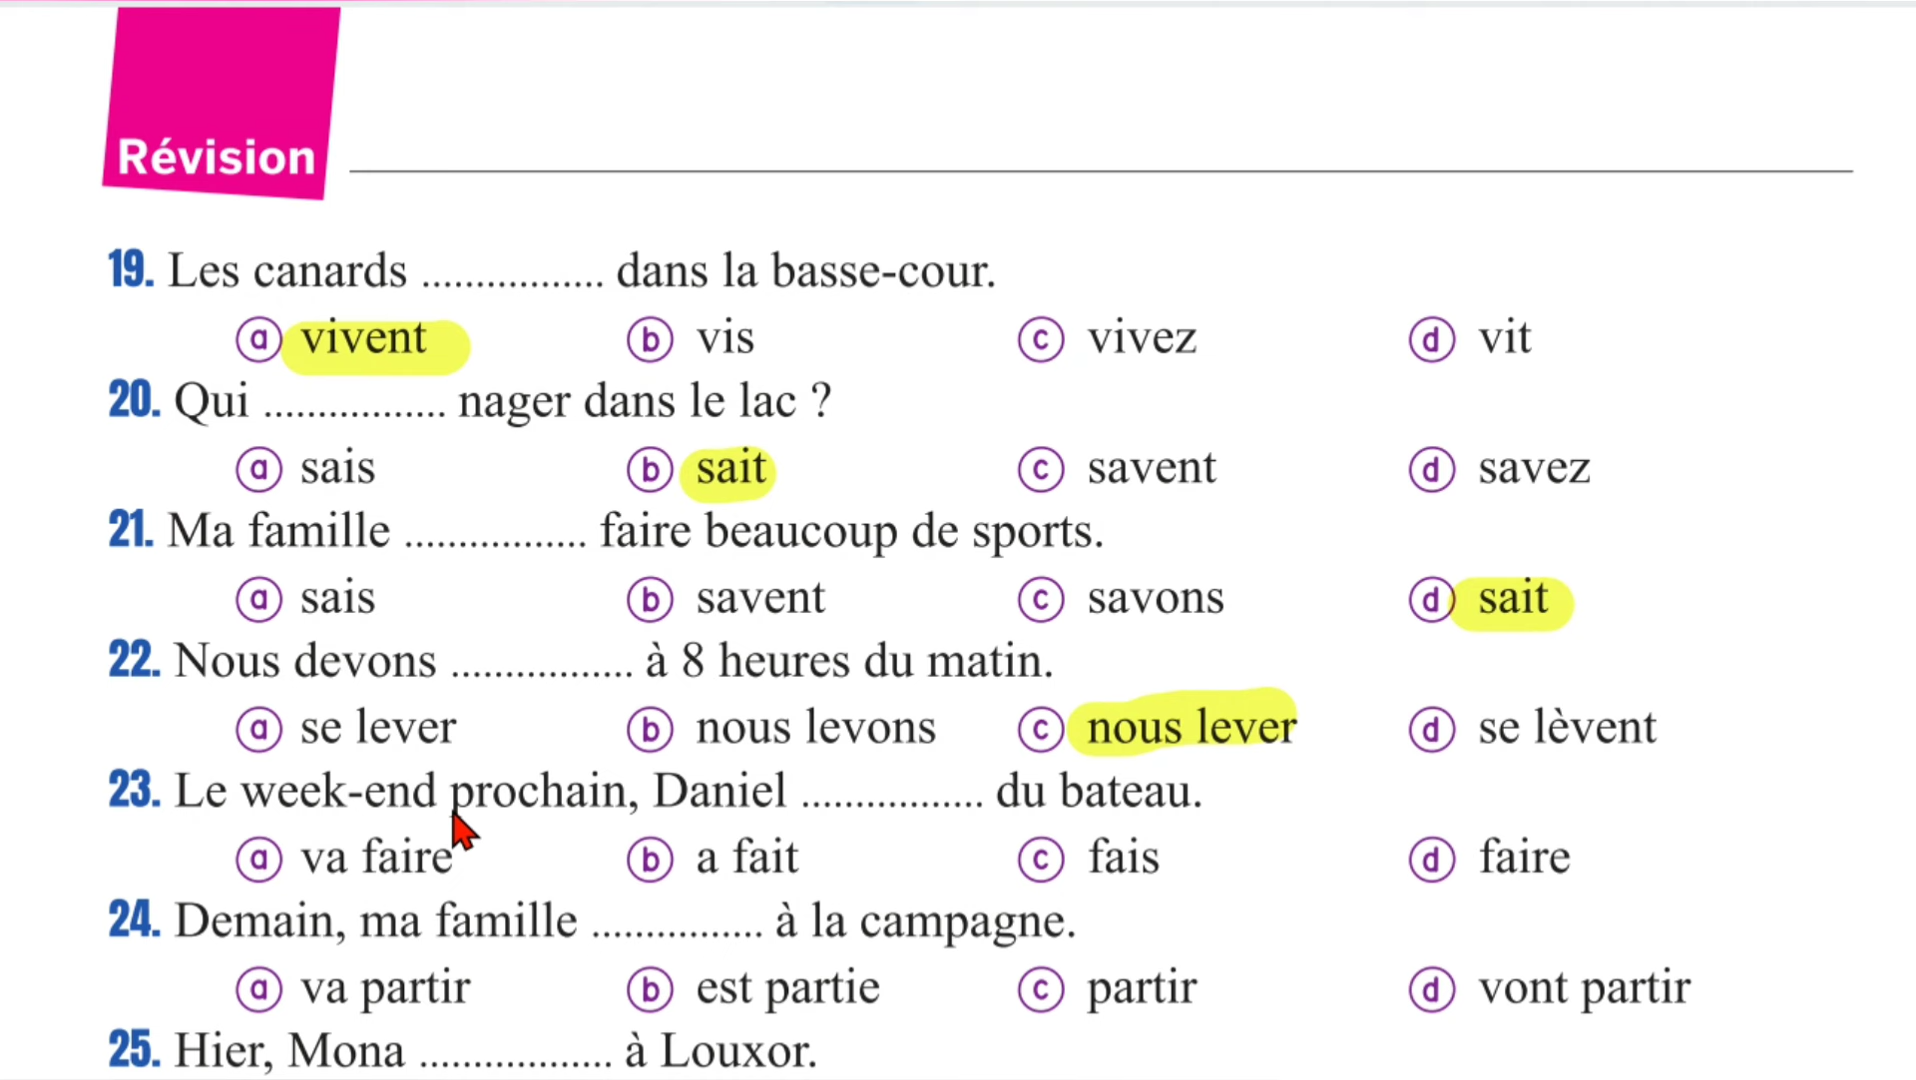 Révision
19. Les canards ................. dans la basse-cour.
a vivent b vis c vivez d vit
20. Qui ................. nager dans le lac ?
a sais b sait c savent d savez
21. Ma famille ................. faire beaucoup de sports.
a sais b savent c savons d sait
22. Nous devons ................. à 8 heures du matin.
a se lever b nous levons c nous lever d se lèvent
23. Le week-end prochain, Daniel ................. du bateau.
a va faire b a fait c fais d faire
24. Demain, ma famille ................ à la campagne.
a va partir b est partie c partir d vont partir
25. Hier, Mona .................. à Louxor.